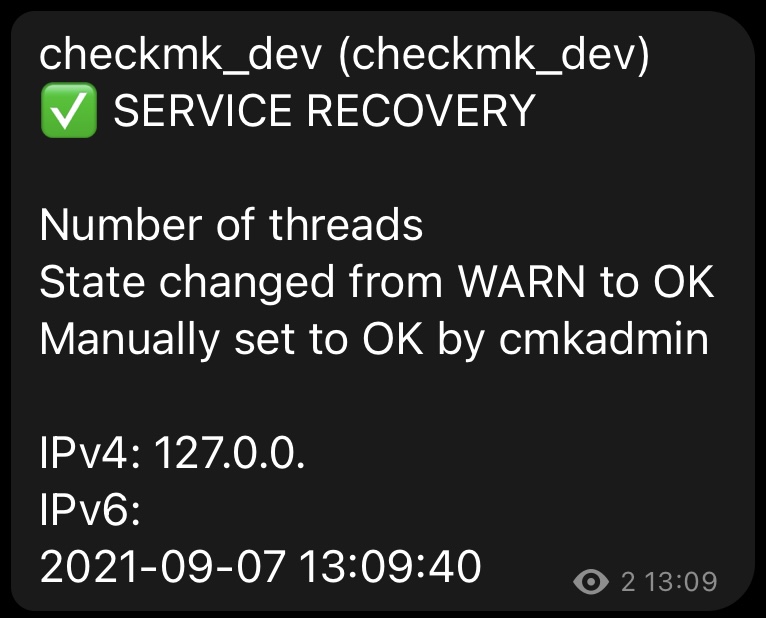 checkmk_dev (checkmk_dev)
✅ SERVICE RECOVERY
Number of threads
State changed from WARN to OK
Manually set to OK by cmkadmin
IPv4: 127.0.0.
IPv6:
2021-09-07 13:09:40
2 13:09